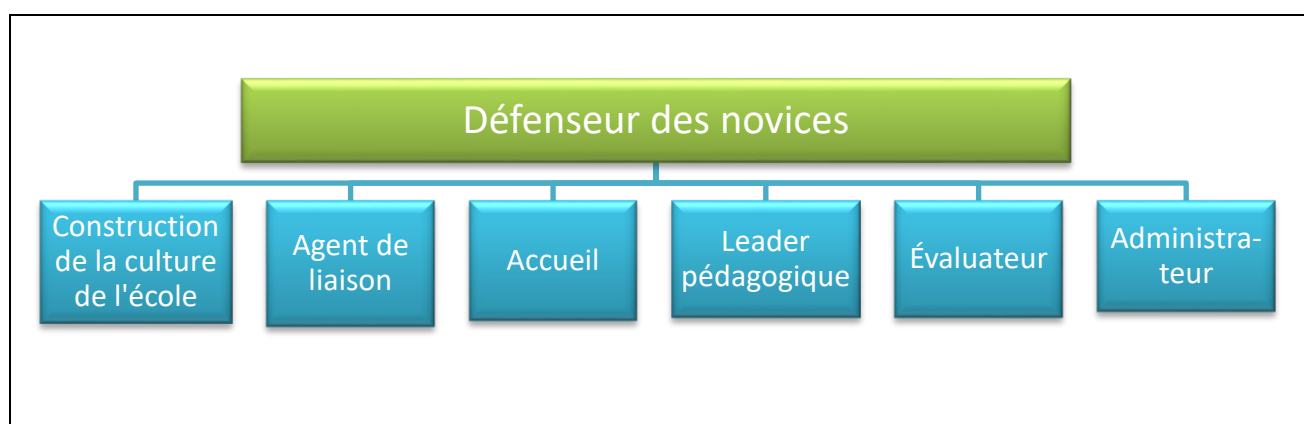 Défenseur des novices
Construction
de la culture
de l'école
Agent de
liaison
Accueil
Leader
pédagogique
Évaluateur
Administra-
teur